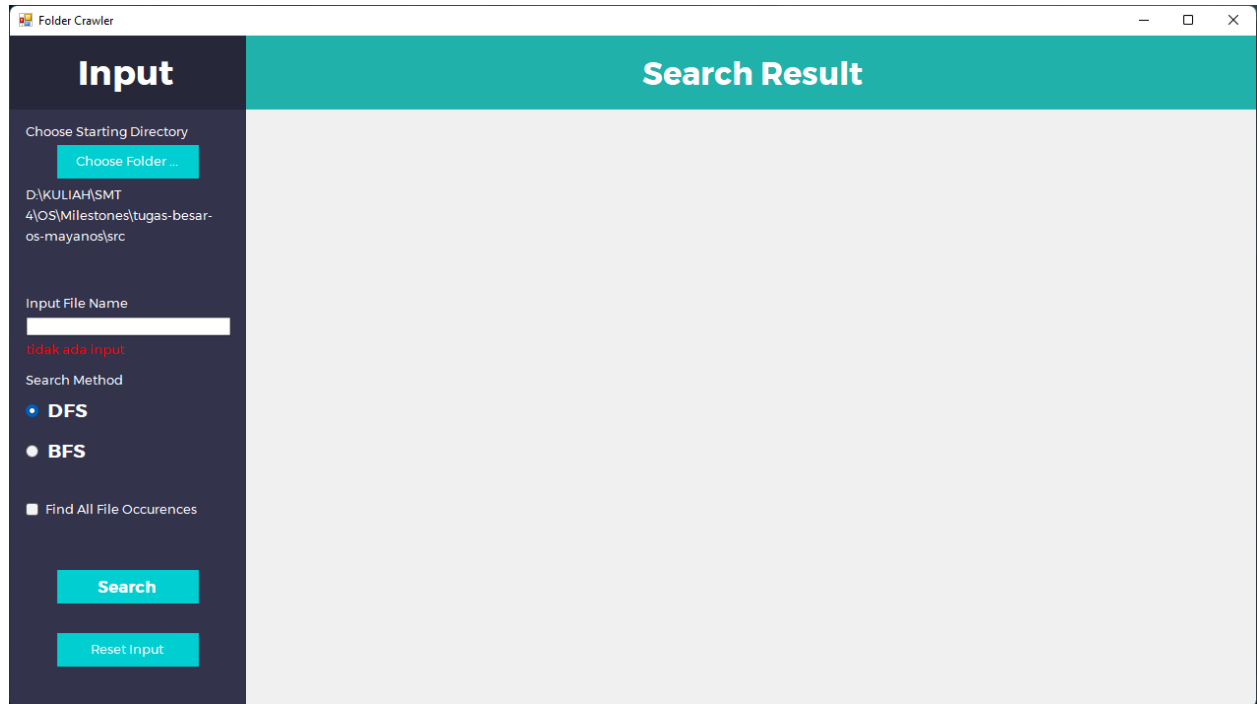 Folder Crawler
Input
Search Result
Choose Starting Directory
Choose Folder ...
D:\KULIAH\SMT
4\OS\Milestones\tugas-besar-
os-mayanos\src
Input File Name
tidak ada input
Search Method
DFS
BFS
Find All File Occurences
Search
Reset Input